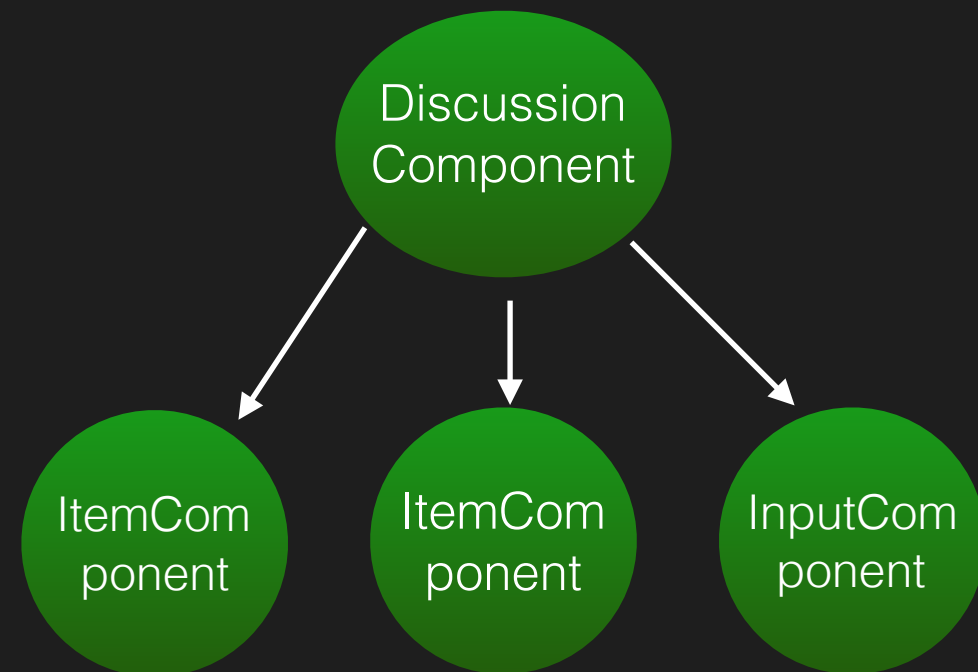 Discussion
Component
ItemCom
ponent
ItemCom
ponent
InputCom
ponent